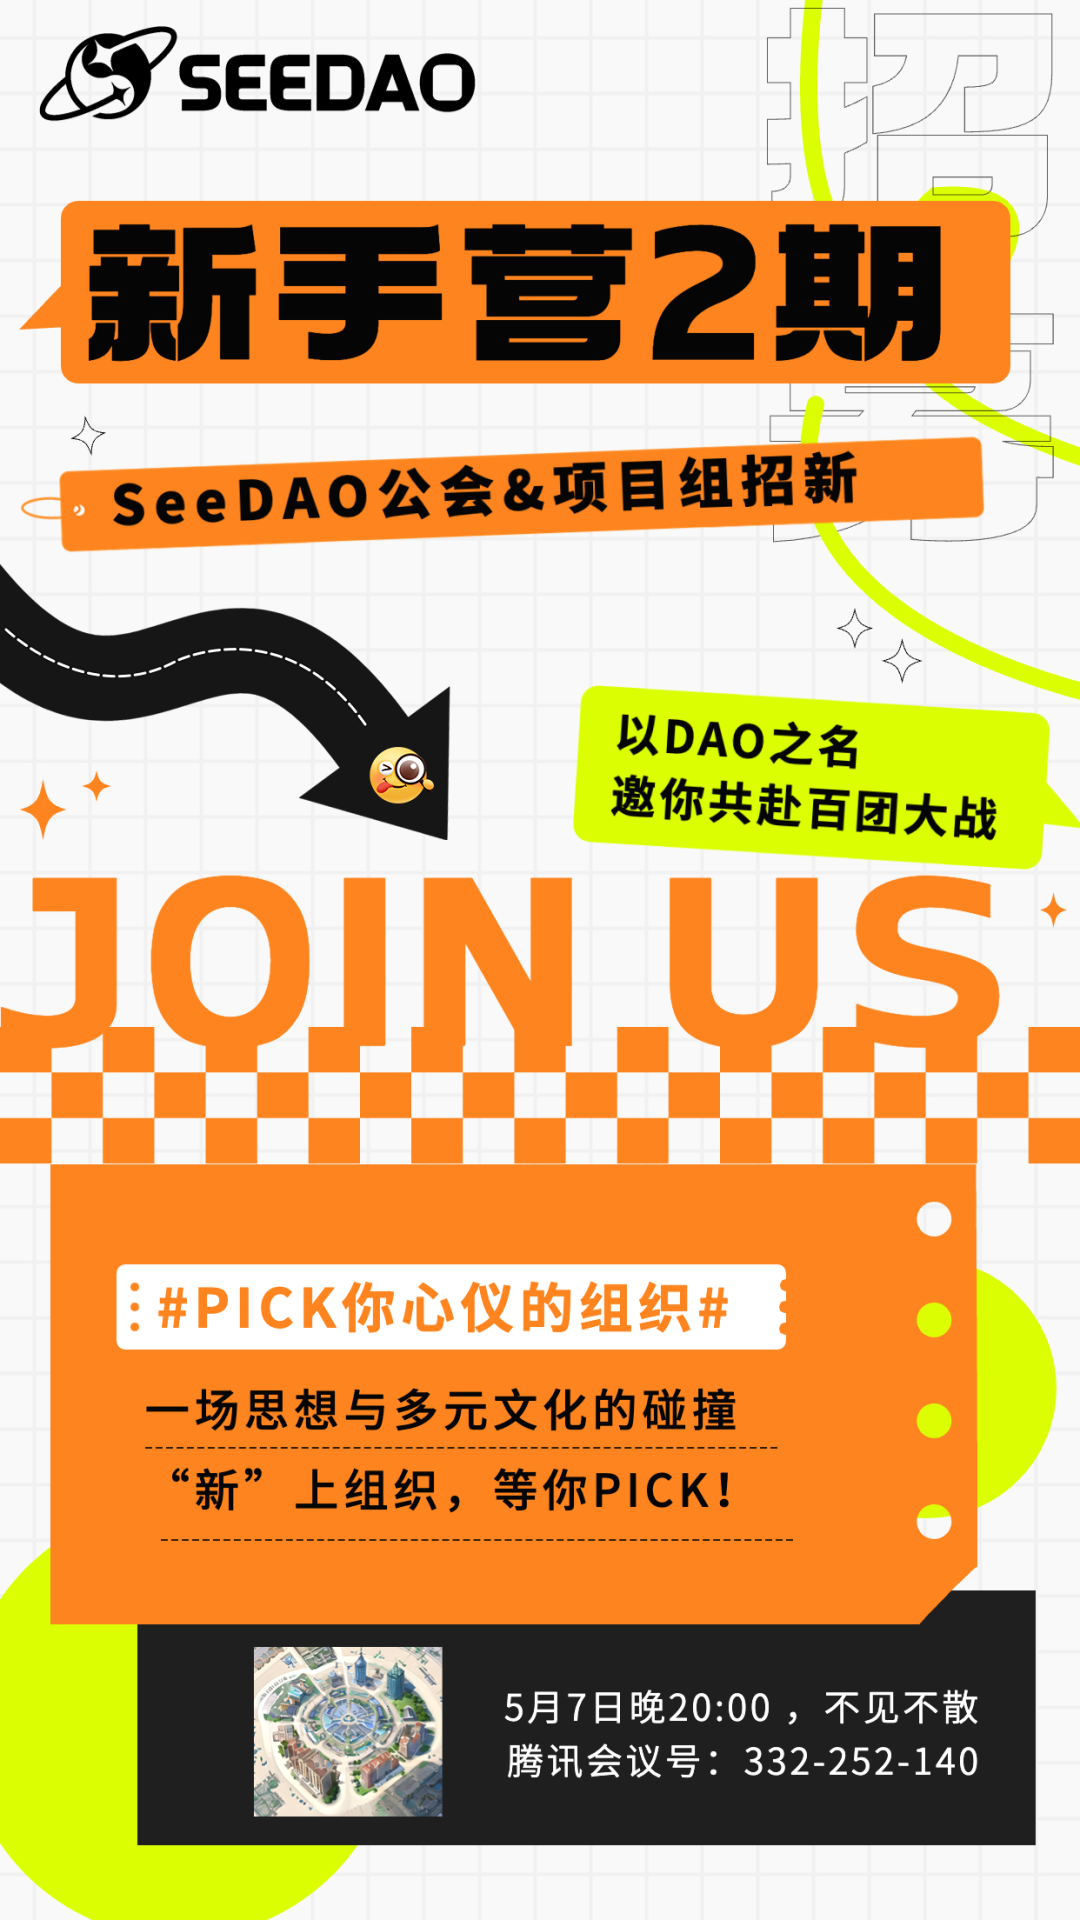 SEEDAO
招募
新手营2期
SeeDAO公会&项目组招新
以DAO之名
邀你共赴百团大战
JOIN US
#PICK你心仪的组织#
一场思想与多元文化的碰撞
“新”上组织，等你PICK！
5月7日晚20:00 ，不见不散
腾讯会议号：332-252-140